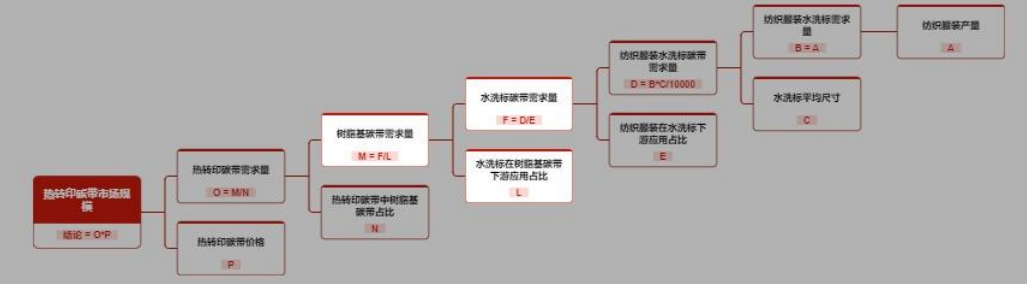 热转印碳带市场规
模
结论 = O*P
热转印碳带需求量
O = M/N
热转印碳带价格
P
树脂基碳带需求量
M = F/L
热转印碳带中树脂基
碳带占比
N
水洗标碳带需求量
F = D/E
水洗标在树脂基碳带
下游应用占比
L
纺织服装水洗标碳带
需求量
D = B*C/10000
纺织服装在水洗标下
游应用占比
E
纺织服装水洗标需求
量
B = A
水洗标平均尺寸
C
纺织服装产量
A